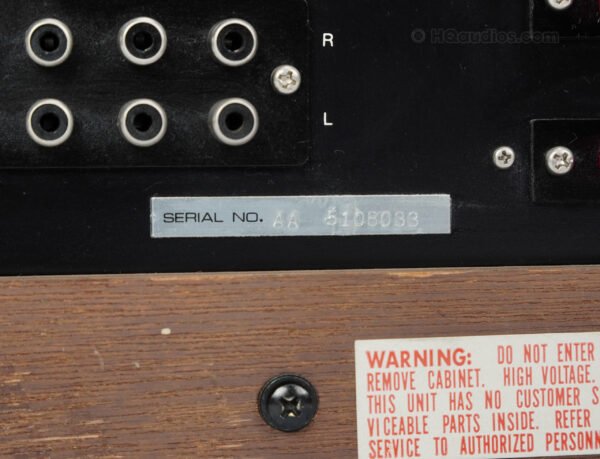 © HQaudios.com
R
L
SERIAL NO. AA 5108033
WARNING: DO NOT ENTER
REMOVE CABINET. HIGH VOLTAGE.
THIS UNIT HAS NO CUSTOMER S
VICEABLE PARTS INSIDE. REFER
SERVICE TO AUTHORIZED PERSONN